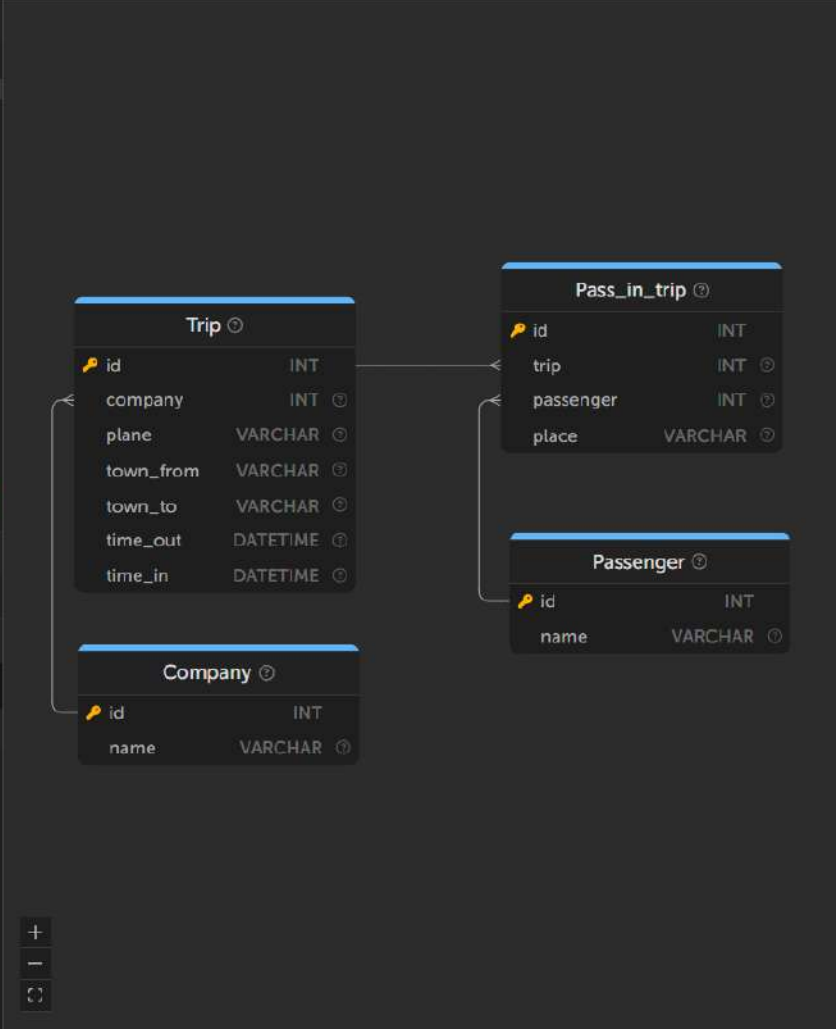 Trip
id INT
company INT
plane VARCHAR
town_from VARCHAR
town_to VARCHAR
time_out DATETIME
time_in DATETIME
Company
id INT
name VARCHAR
Pass_in_trip
id INT
trip INT
passenger INT
place VARCHAR
Passenger
id INT
name VARCHAR